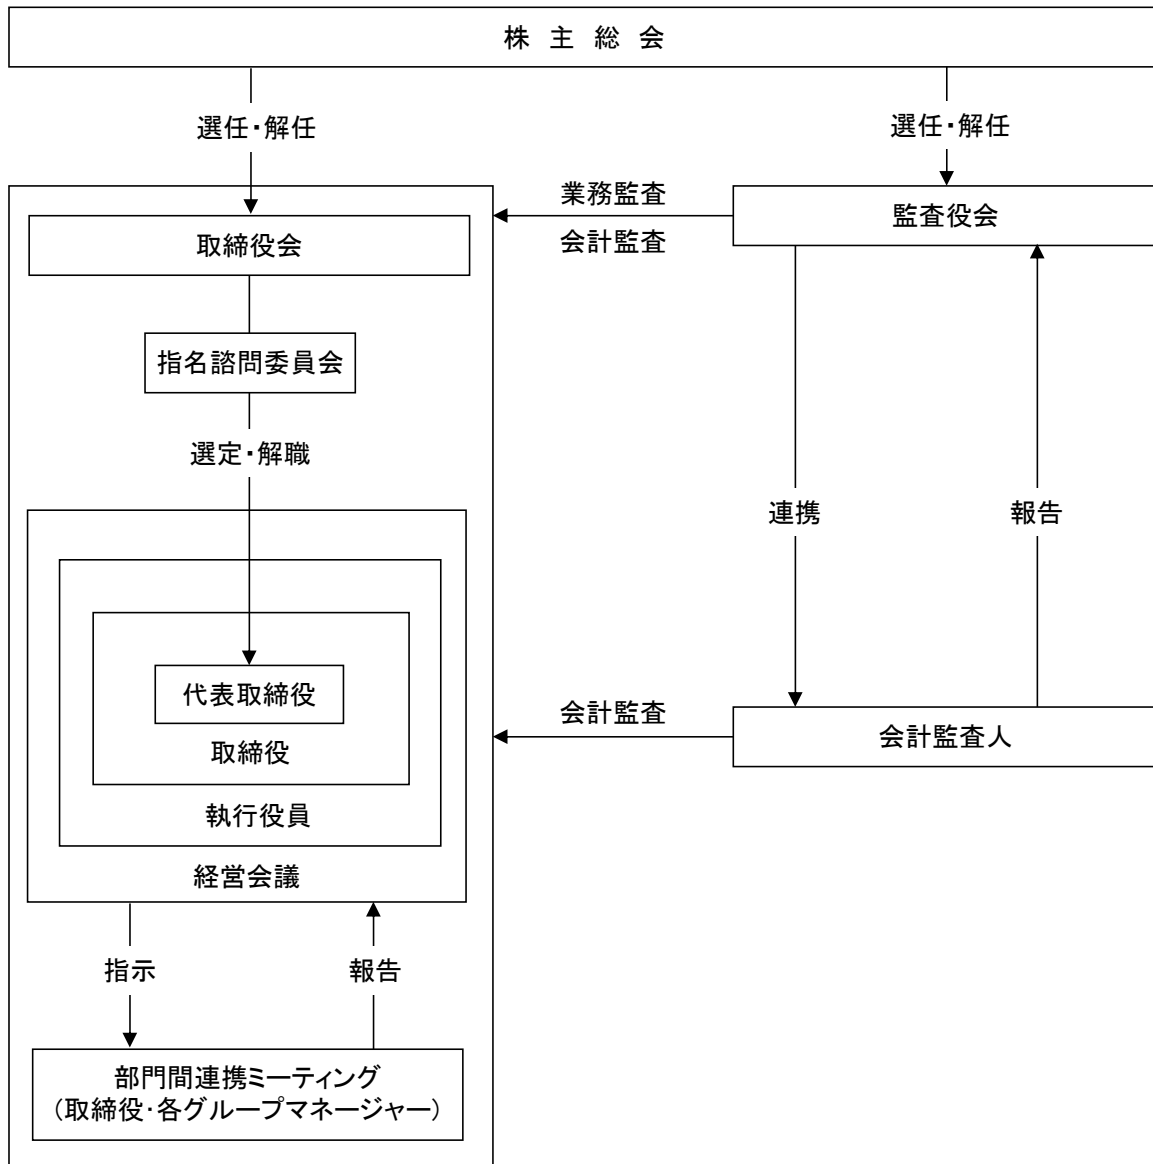 株主総会
選任・解任
選任・解任
業務監査
会計監査
監査役会
取締役会
指名諮問委員会
選定・解職
連携
報告
代表取締役
取締役
執行役員
経営会議
会計監査
会計監査人
指示
報告
部門間連携ミーティング
（取締役・各グループマネージャー）